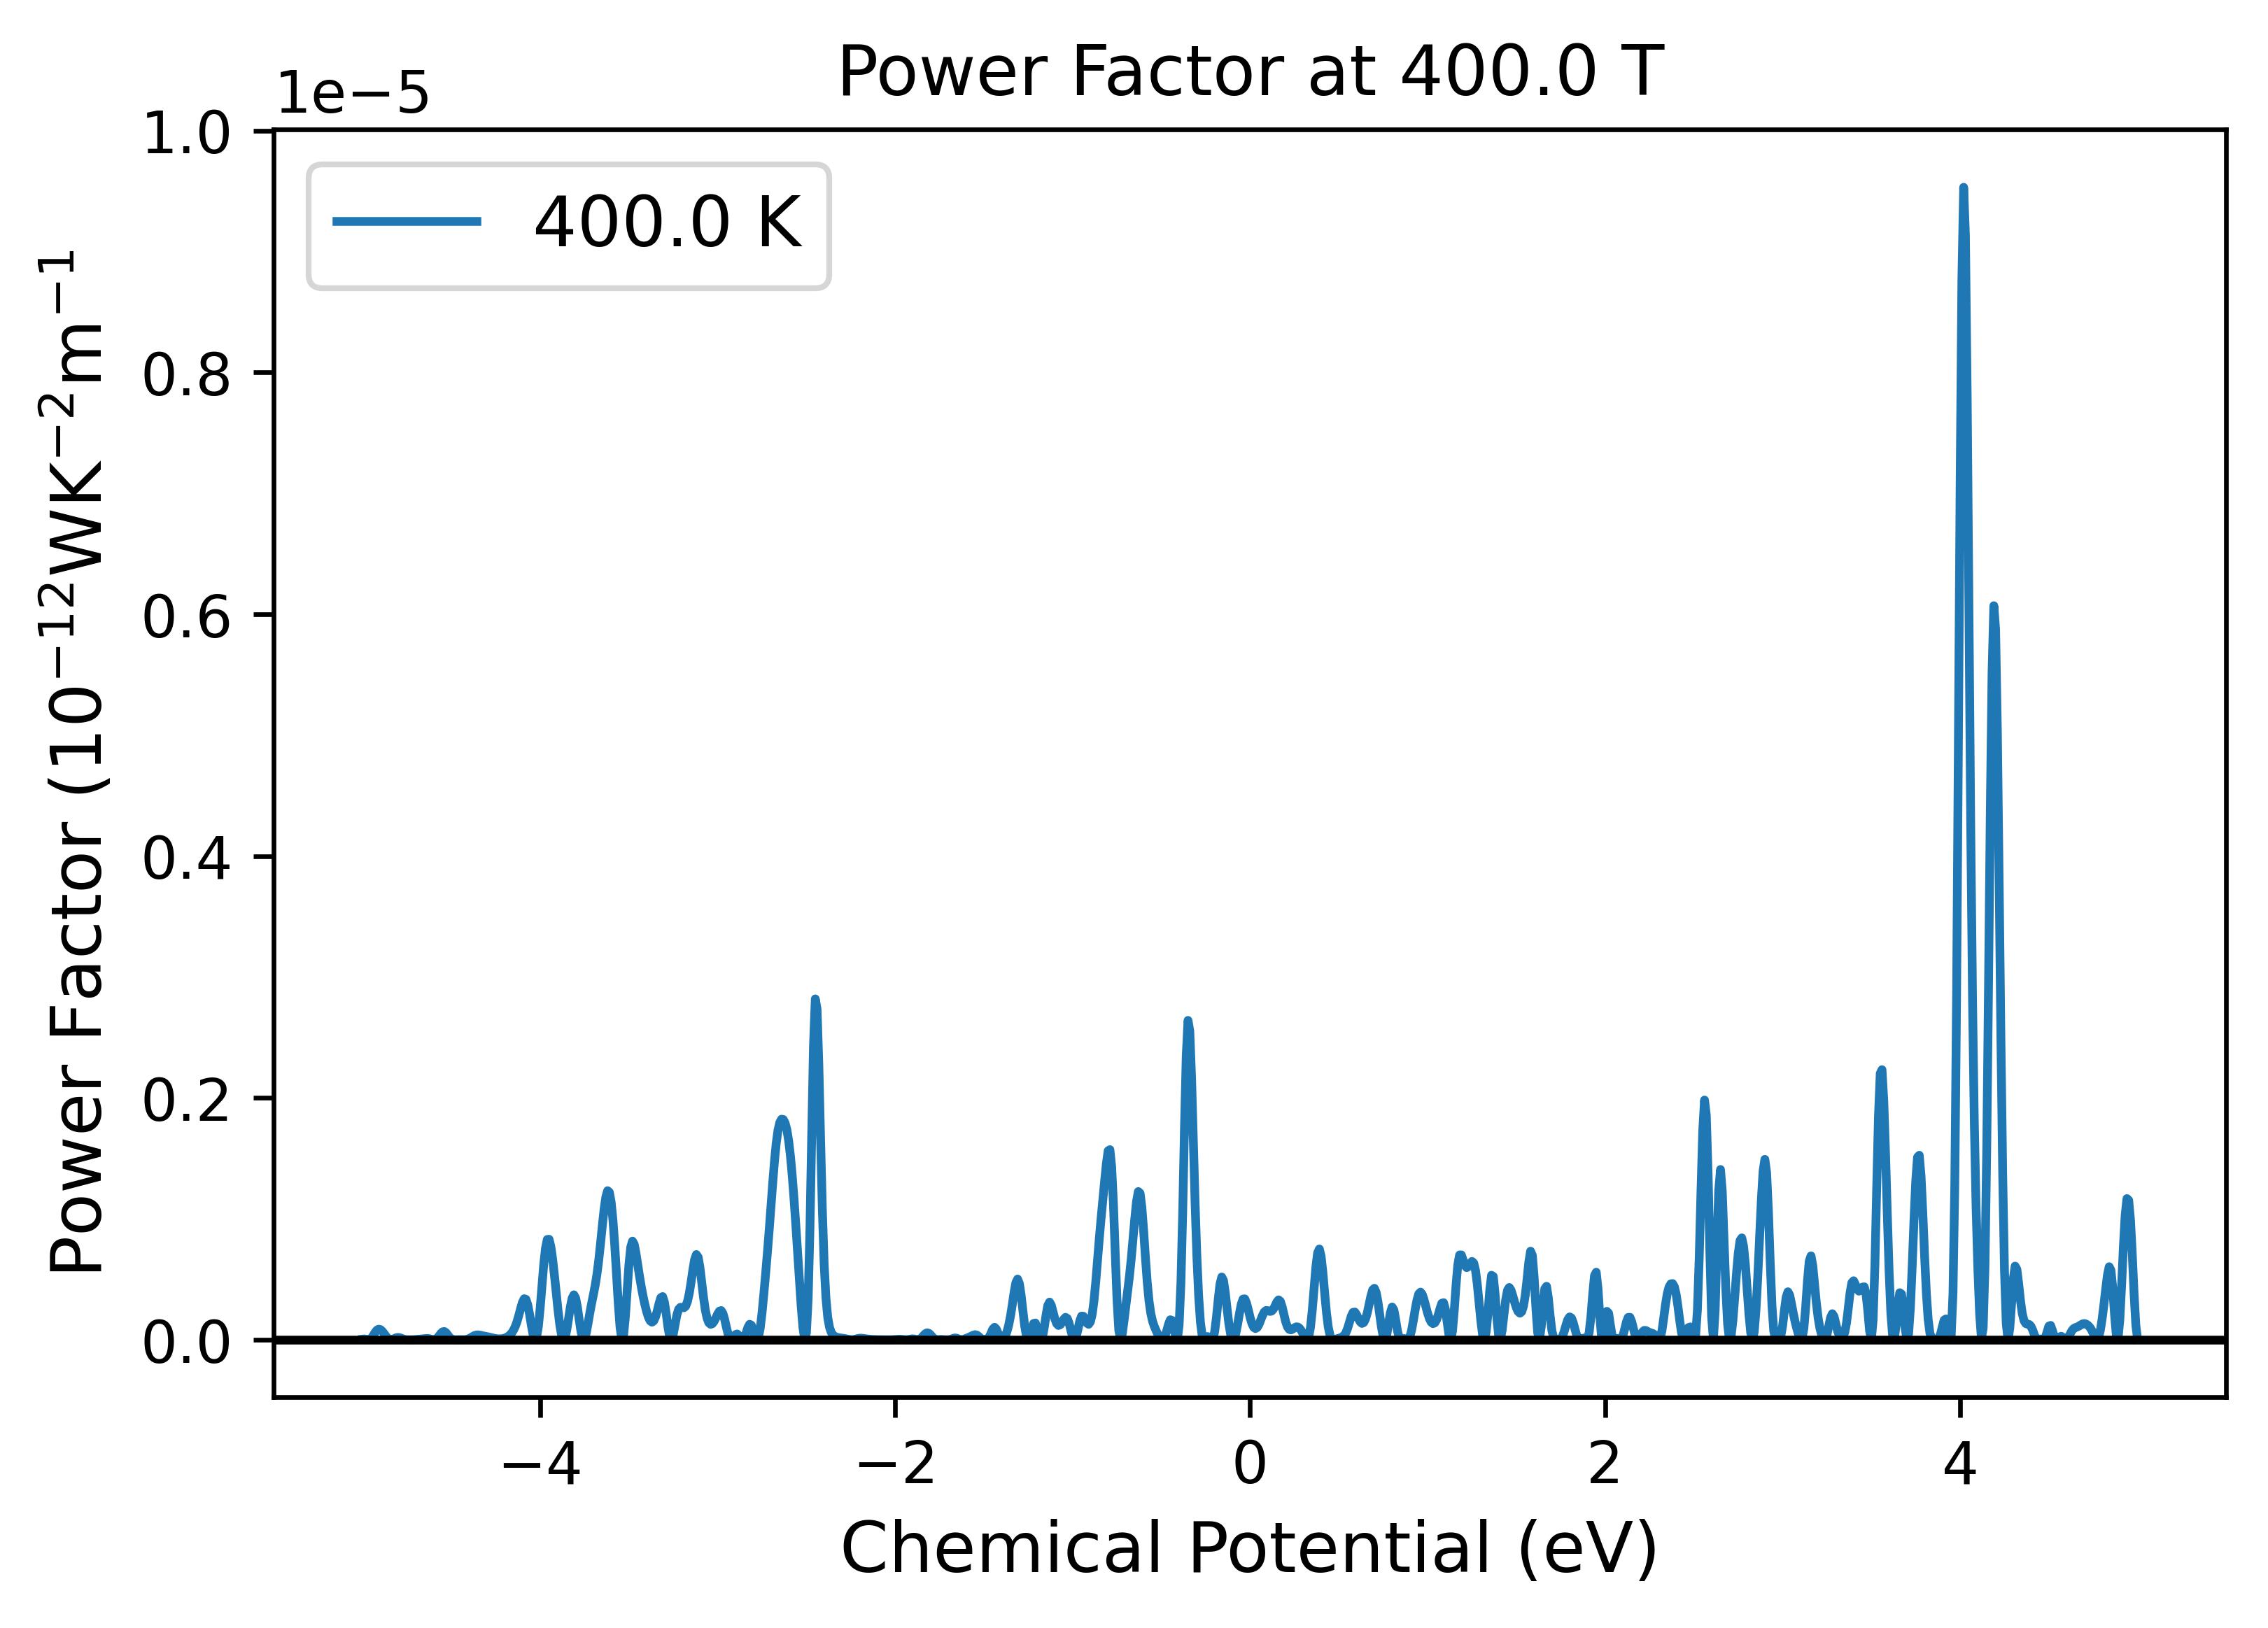 Power Factor at 400.0 T
1e−5
400.0 K
Power Factor (10⁻¹²WK⁻²m⁻¹
1.0
0.8
0.6
0.4
0.2
0.0
−4 −2 0 2 4
Chemical Potential (eV)